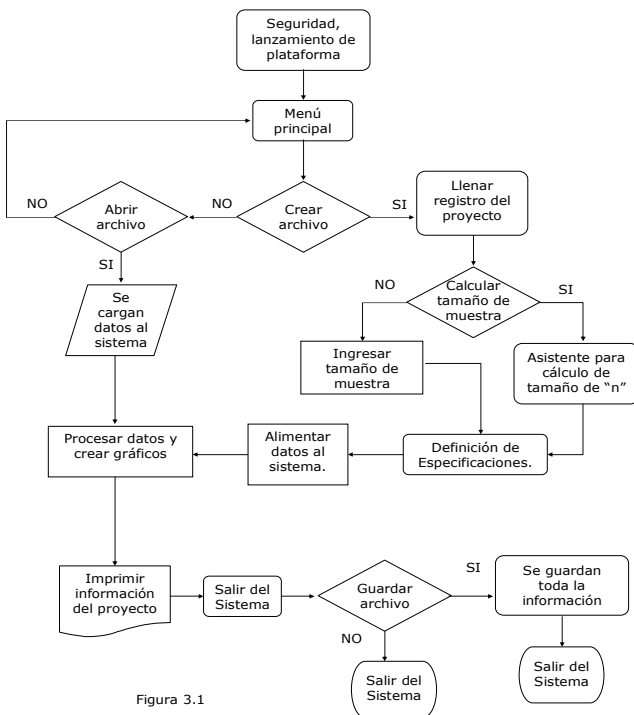 Seguridad,
lanzamiento de
plataforma
Menú
principal
NO
Abrir
archivo
NO
Crear
archivo
SI
Llenar
registro del
proyecto
SI
Se
cargan
datos al
sistema
NO
Calcular
tamaño de
muestra
SI
Ingresar
tamaño de
muestra
Asistente para
cálculo de
tamaño de “n”
Procesar datos y
crear gráficos
Alimentar
datos al
sistema.
Definición de
Especificaciones.
Imprimir
información
del proyecto
Salir del
Sistema
Guardar
archivo
SI
Se guardan
toda la
información
NO
Salir del
Sistema
Salir del
Sistema
Figura 3.1